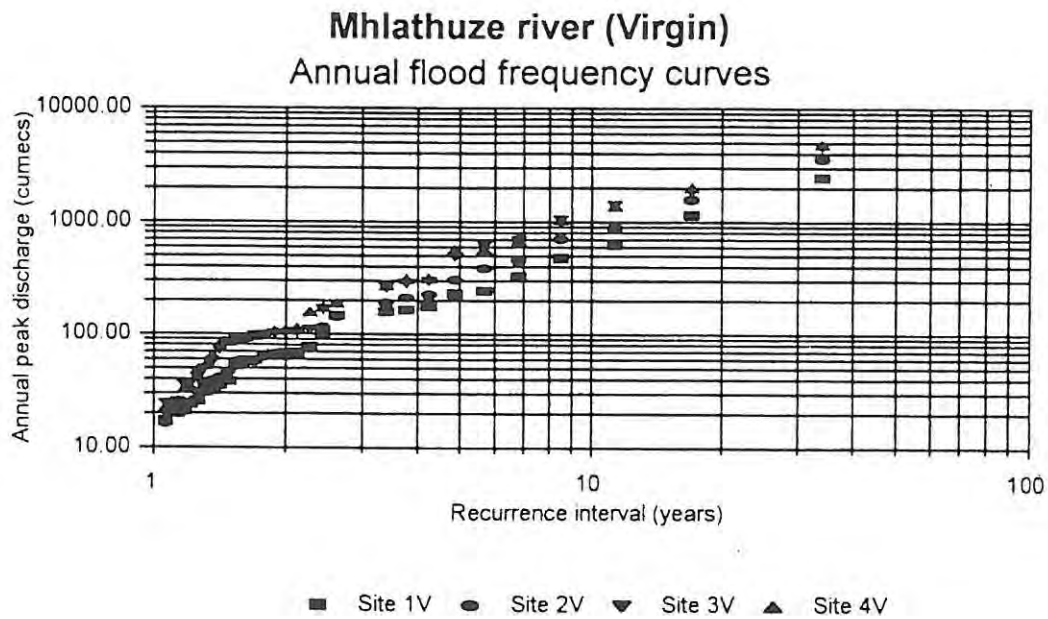 Mhlathuze river (Virgin)
Annual flood frequency curves
Annual peak discharge (cumecs)
10000.00
1000.00
100.00
10.00
1
10
100
Recurrence interval (years)
Site 1V
Site 2V
Site 3V
Site 4V